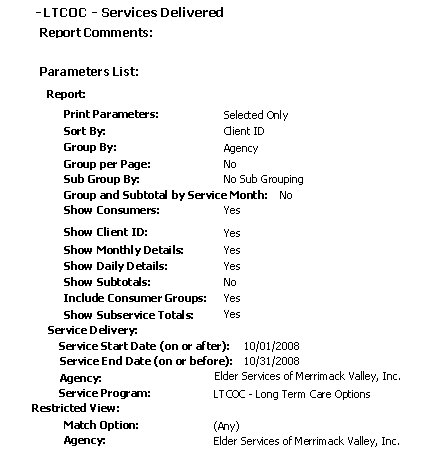 -LTCOC - Services Delivered
Report Comments:
Parameters List:
Report:
Print Parameters: Selected Only
Sort By: Client ID
Group By: Agency
Group per Page: No
Sub Group By: No Sub Grouping
Group and Subtotal by Service Month: No
Show Consumers: Yes
Show Client ID: Yes
Show Monthly Details: Yes
Show Daily Details: Yes
Show Subtotals: No
Include Consumer Groups: Yes
Show Subservice Totals: Yes
Service Delivery:
Service Start Date (on or after): 10/01/2008
Service End Date (on or before): 10/31/2008
Agency: Elder Services of Merrimack Valley, Inc.
Service Program: LTCOC - Long Term Care Options
Restricted View:
Match Option: (Any)
Agency: Elder Services of Merrimack Valley, Inc.